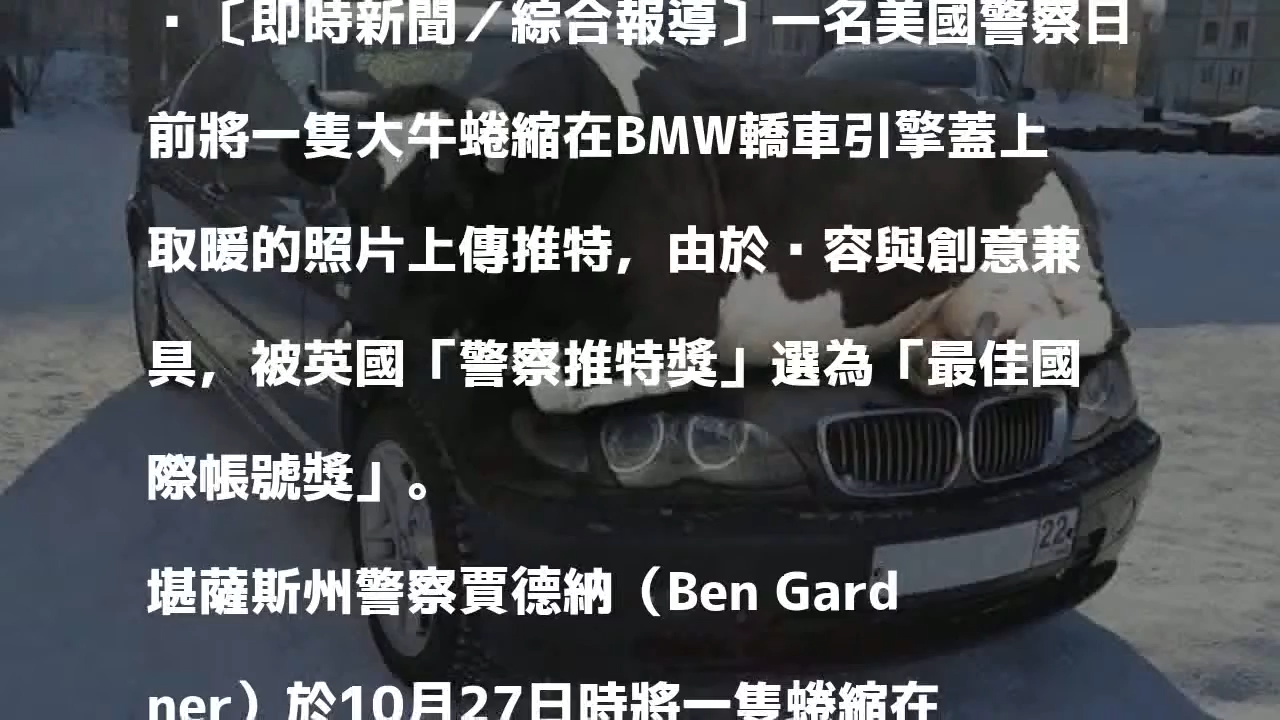 ·〔即時新聞／綜合報導〕一名美國警察日
前將一隻大牛蜷縮在BMW轎車引擎蓋上
取暖的照片上傳推特，由於·容與創意兼
具，被英國「警察推特獎」選為「最佳國
際帳號獎」。
堪薩斯州警察賈德納（Ben Gard
ner）於10月27日時將一隻蜷縮在
22